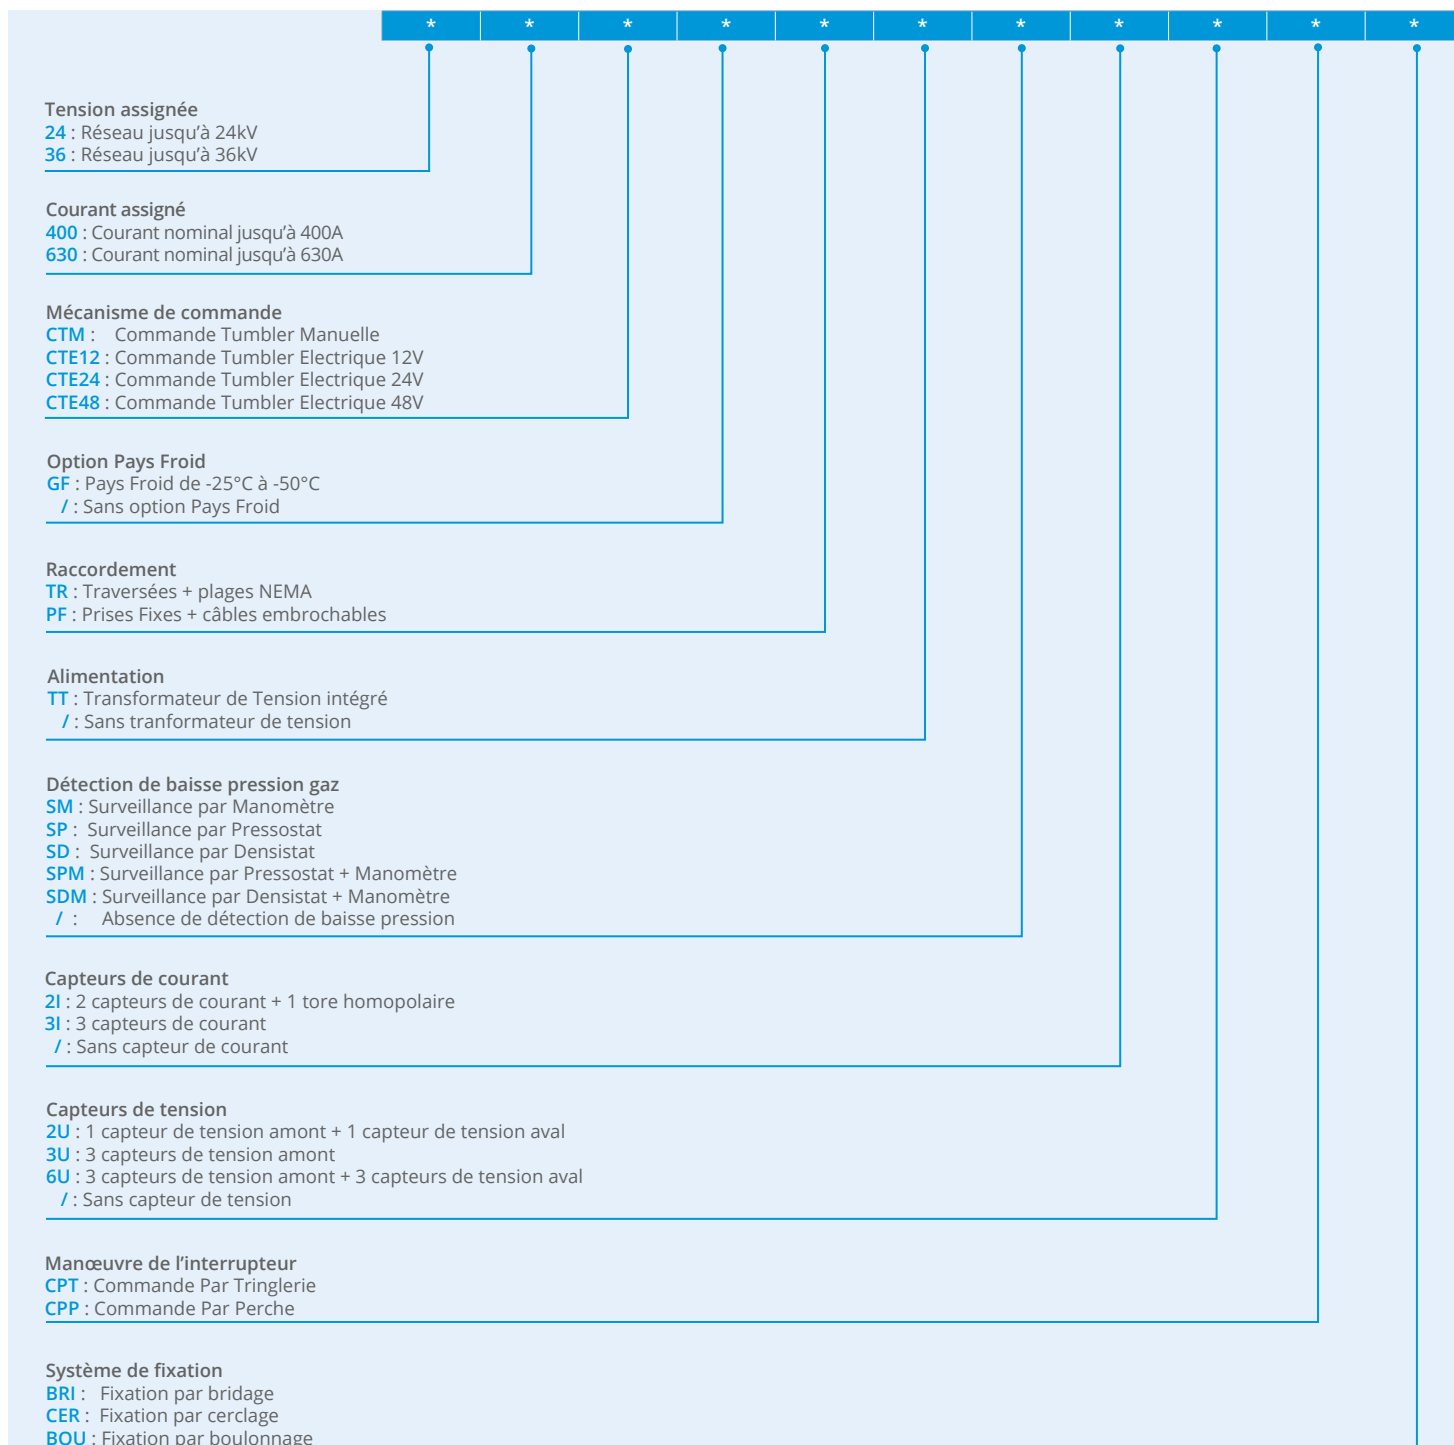 * * * * * * * * * * *
Tension assignée
24 : Réseau jusqu’à 24kV
36 : Réseau jusqu’à 36kV
Courant assigné
400 : Courant nominal jusqu’à 400A
630 : Courant nominal jusqu’à 630A
Mécanisme de commande
CTM : Commande Tumbler Manuelle
CTE12 : Commande Tumbler Electrique 12V
CTE24 : Commande Tumbler Electrique 24V
CTE48 : Commande Tumbler Electrique 48V
Option Pays Froid
GF : Pays Froid de -25°C à -50°C
/ : Sans option Pays Froid
Raccordement
TR : Traversées + plages NEMA
PF : Prises Fixes + câbles embrochables
Alimentation
TT : Transformateur de Tension intégré
/ : Sans tranformateur de tension
Détection de baisse pression gaz
SM : Surveillance par Manomètre
SP : Surveillance par Pressostat
SD : Surveillance par Densistat
SPM : Surveillance par Pressostat + Manomètre
SDM : Surveillance par Densistat + Manomètre
/ : Absence de détection de baisse pression
Capteurs de courant
2I : 2 capteurs de courant + 1 tore homopolaire
3I : 3 capteurs de courant
/ : Sans capteur de courant
Capteurs de tension
2U : 1 capteur de tension amont + 1 capteur de tension aval
3U : 3 capteurs de tension amont
6U : 3 capteurs de tension amont + 3 capteurs de tension aval
/ : Sans capteur de tension
Manœuvre de l’interrupteur
CPT : Commande Par Tringlerie
CPP : Commande Par Perche
Système de fixation
BRI : Fixation par bridage
CER : Fixation par cerclage
BOU : Fixation par boulonnage